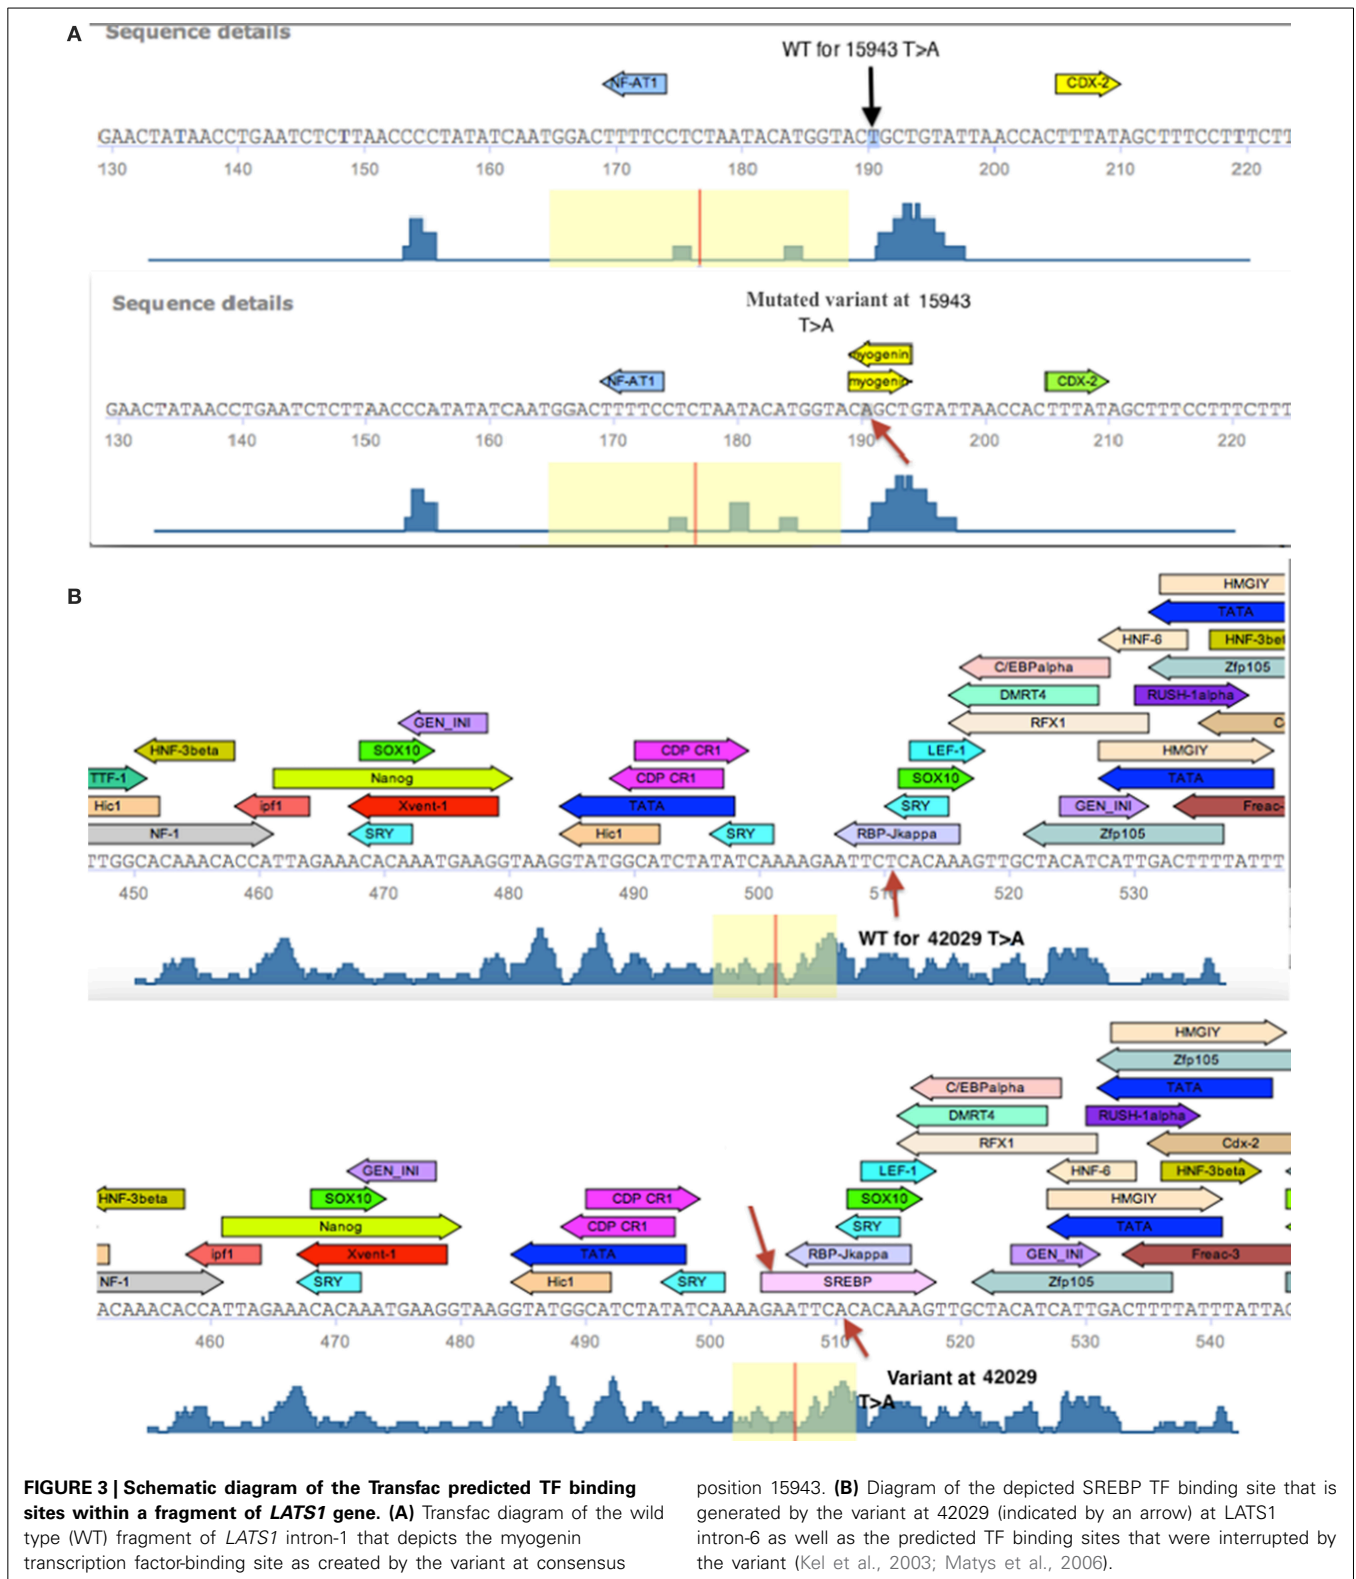 A
Sequence details
WT for 15943 T>A
NF-AT1
CDX-2
GAACTATAACCTGAATCTCTTAACCCCTATATCAATGGACTTTTCCTCTAATACATGGTACTGCTGTATTAACCACTTTATAGCTTTCCTTTCTT
130 140 150 160 170 180 190 200 210 220
Sequence details
Mutated variant at 15943
T>A
myogenin
NF-AT1 myogenin CDX-2
GAACTATAACCTGAATCTCTTAACCCATATATCAATGGACTTTTCCTCTAATACATGGTACAGCTGTATTAACCACTTTATAGCTTTCCTTTCTTT
130 140 150 160 170 180 190 200 210 220
B
HMGIY
TATA
HNF-6 HNF-3bet
C/EBPalpha Zfp105
DMRT4 RUSH-1alpha
GEN_INI RFX1 C
HNF-3beta SOX10 CDP CR1 LEF-1 HMGIY
TTF-1 Nanog CDP CR1 SOX10 TATA
Hic1 ipf1 Xvent-1 TATA SRY GEN_INI Freac-
NF-1 SRY Hic1 SRY RBP-Jkappa Zfp105
TTGGCACAAACACCATTAGAAACACAAATGAAGGTAAGGTATGGCATCTATATCAAAAGAATTCTCACAAAGTTGCTACATCATTGACTTTTATTT
450 460 470 480 490 500 510 520 530
WT for 42029 T>A
HMGIY
Zfp105
C/EBPalpha TATA
DMRT4 RUSH-1alpha
RFX1 Cdx-2
GEN_INI LEF-1 HNF-6 HNF-3beta
HNF-3beta SOX10 CDP CR1 SOX10 HMGIY
Nanog CDP CR1 SRY TATA
ipf1 Xvent-1 TATA RBP-Jkappa GEN_INI Freac-3
NF-1 SRY Hic1 SRY SREBP Zfp105
ACAAACACCATTAGAAACACAAATGAAGGTAAGGTATGGCATCTATATCAAAAGAATTCACACAAAGTTGCTACATCATTGACTTTTATTTATTAC
460 470 480 490 500 510 520 530 540
Variant at 42029
T>A
FIGURE 3 | Schematic diagram of the Transfac predicted TF binding
sites within a fragment of LATS1 gene. (A) Transfac diagram of the wild
type (WT) fragment of LATS1 intron-1 that depicts the myogenin
transcription factor-binding site as created by the variant at consensus
position 15943. (B) Diagram of the depicted SREBP TF binding site that is
generated by the variant at 42029 (indicated by an arrow) at LATS1
intron-6 as well as the predicted TF binding sites that were interrupted by
the variant (Kel et al., 2003; Matys et al., 2006).